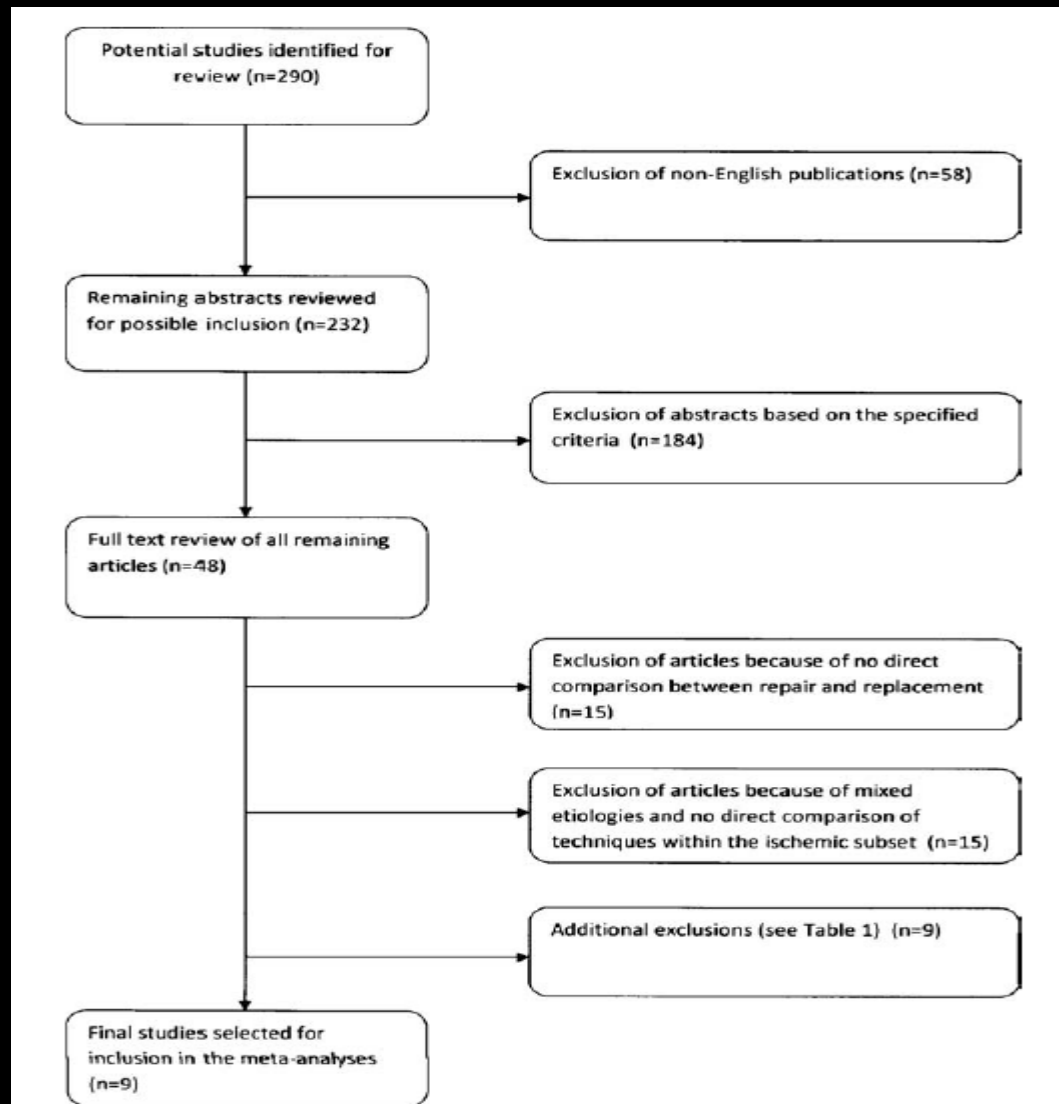 Potential studies identified for
review (n=290)
Exclusion of non-English publications (n=58)
Remaining abstracts reviewed
for possible inclusion (n=232)
Exclusion of abstracts based on the specified
criteria (n=184)
Full text review of all remaining
articles (n=48)
Exclusion of articles because of no direct
comparison between repair and replacement
(n=15)
Exclusion of articles because of mixed
etiologies and no direct comparison of
techniques within the ischemic subset (n=15)
Additional exclusions (see Table 1) (n=9)
Final studies selected for
inclusion in the meta-analyses
(n=9)